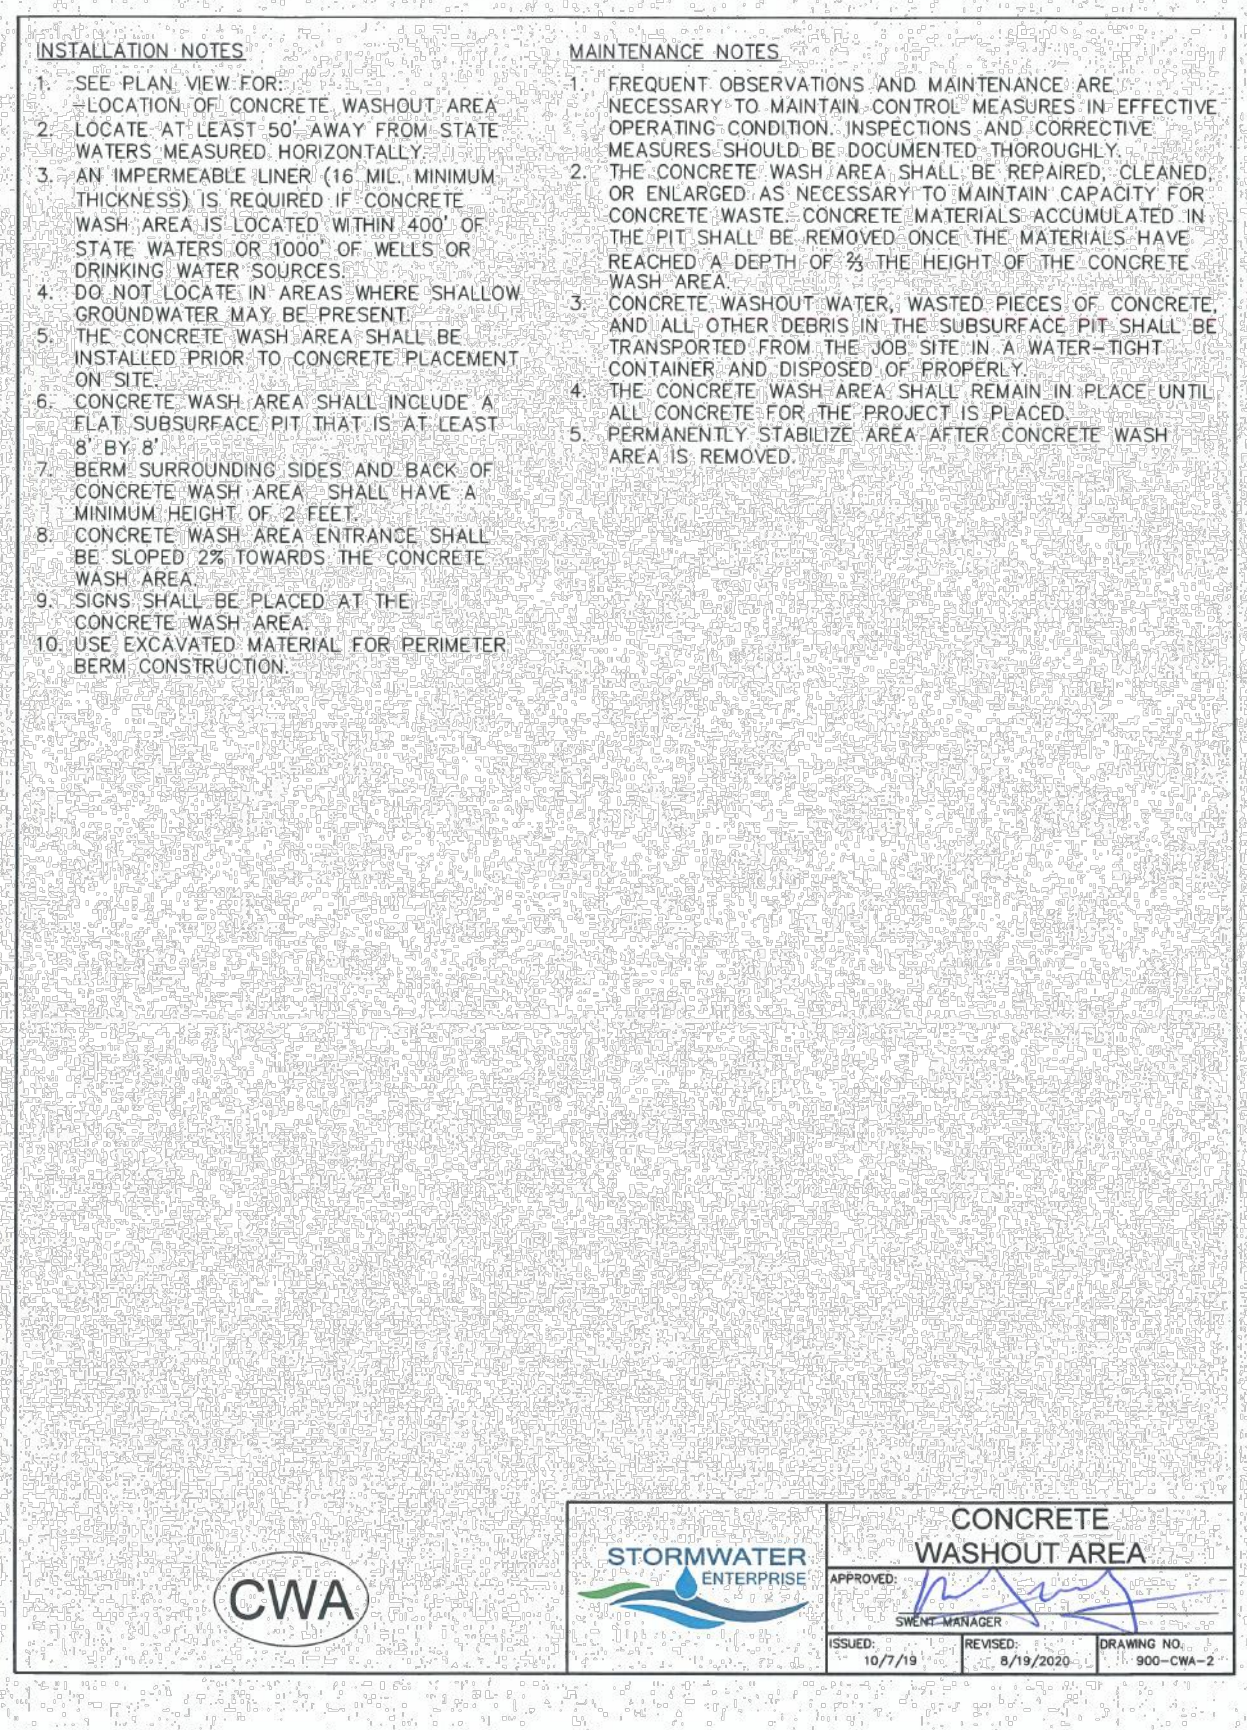 INSTALLATION NOTES
1. SEE PLAN VIEW FOR:
-LOCATION OF CONCRETE WASHOUT AREA
2. LOCATE AT LEAST 50' AWAY FROM STATE
WATERS MEASURED HORIZONTALLY.
3. AN IMPERMEABLE LINER (16 MIL. MINIMUM
THICKNESS) IS REQUIRED IF CONCRETE
WASH AREA IS LOCATED WITHIN 400' OF
STATE WATERS OR 1000' OF WELLS OR
DRINKING WATER SOURCES.
4. DO NOT LOCATE IN AREAS WHERE SHALLOW
GROUNDWATER MAY BE PRESENT.
5. THE CONCRETE WASH AREA SHALL BE
INSTALLED PRIOR TO CONCRETE PLACEMENT
ON SITE.
6. CONCRETE WASH AREA SHALL INCLUDE A
FLAT SUBSURFACE PIT THAT IS AT LEAST
8' BY 8'.
7. BERM SURROUNDING SIDES AND BACK OF
CONCRETE WASH AREA SHALL HAVE A
MINIMUM HEIGHT OF 2 FEET.
8. CONCRETE WASH AREA ENTRANCE SHALL
BE SLOPED 2% TOWARDS THE CONCRETE
WASH AREA.
9. SIGNS SHALL BE PLACED AT THE
CONCRETE WASH AREA.
10. USE EXCAVATED MATERIAL FOR PERIMETER
BERM CONSTRUCTION.
MAINTENANCE NOTES
1. FREQUENT OBSERVATIONS AND MAINTENANCE ARE
NECESSARY TO MAINTAIN CONTROL MEASURES IN EFFECTIVE
OPERATING CONDITION. INSPECTIONS AND CORRECTIVE
MEASURES SHOULD BE DOCUMENTED THOROUGHLY.
2. THE CONCRETE WASH AREA SHALL BE REPAIRED, CLEANED,
OR ENLARGED AS NECESSARY TO MAINTAIN CAPACITY FOR
CONCRETE WASTE. CONCRETE MATERIALS ACCUMULATED IN
THE PIT SHALL BE REMOVED ONCE THE MATERIALS HAVE
REACHED A DEPTH OF ⅔ THE HEIGHT OF THE CONCRETE
WASH AREA.
3. CONCRETE WASHOUT WATER, WASTED PIECES OF CONCRETE,
AND ALL OTHER DEBRIS IN THE SUBSURFACE PIT SHALL BE
TRANSPORTED FROM THE JOB SITE IN A WATER-TIGHT
CONTAINER AND DISPOSED OF PROPERLY.
4. THE CONCRETE WASH AREA SHALL REMAIN IN PLACE UNTIL
ALL CONCRETE FOR THE PROJECT IS PLACED.
5. PERMANENTLY STABILIZE AREA AFTER CONCRETE WASH
AREA IS REMOVED.
CWA
STORMWATER
ENTERPRISE
CONCRETE
WASHOUT AREA
APPROVED:
SWENT MANAGER
ISSUED:
10/7/19
REVISED:
8/19/2020
DRAWING NO.
900-CWA-2